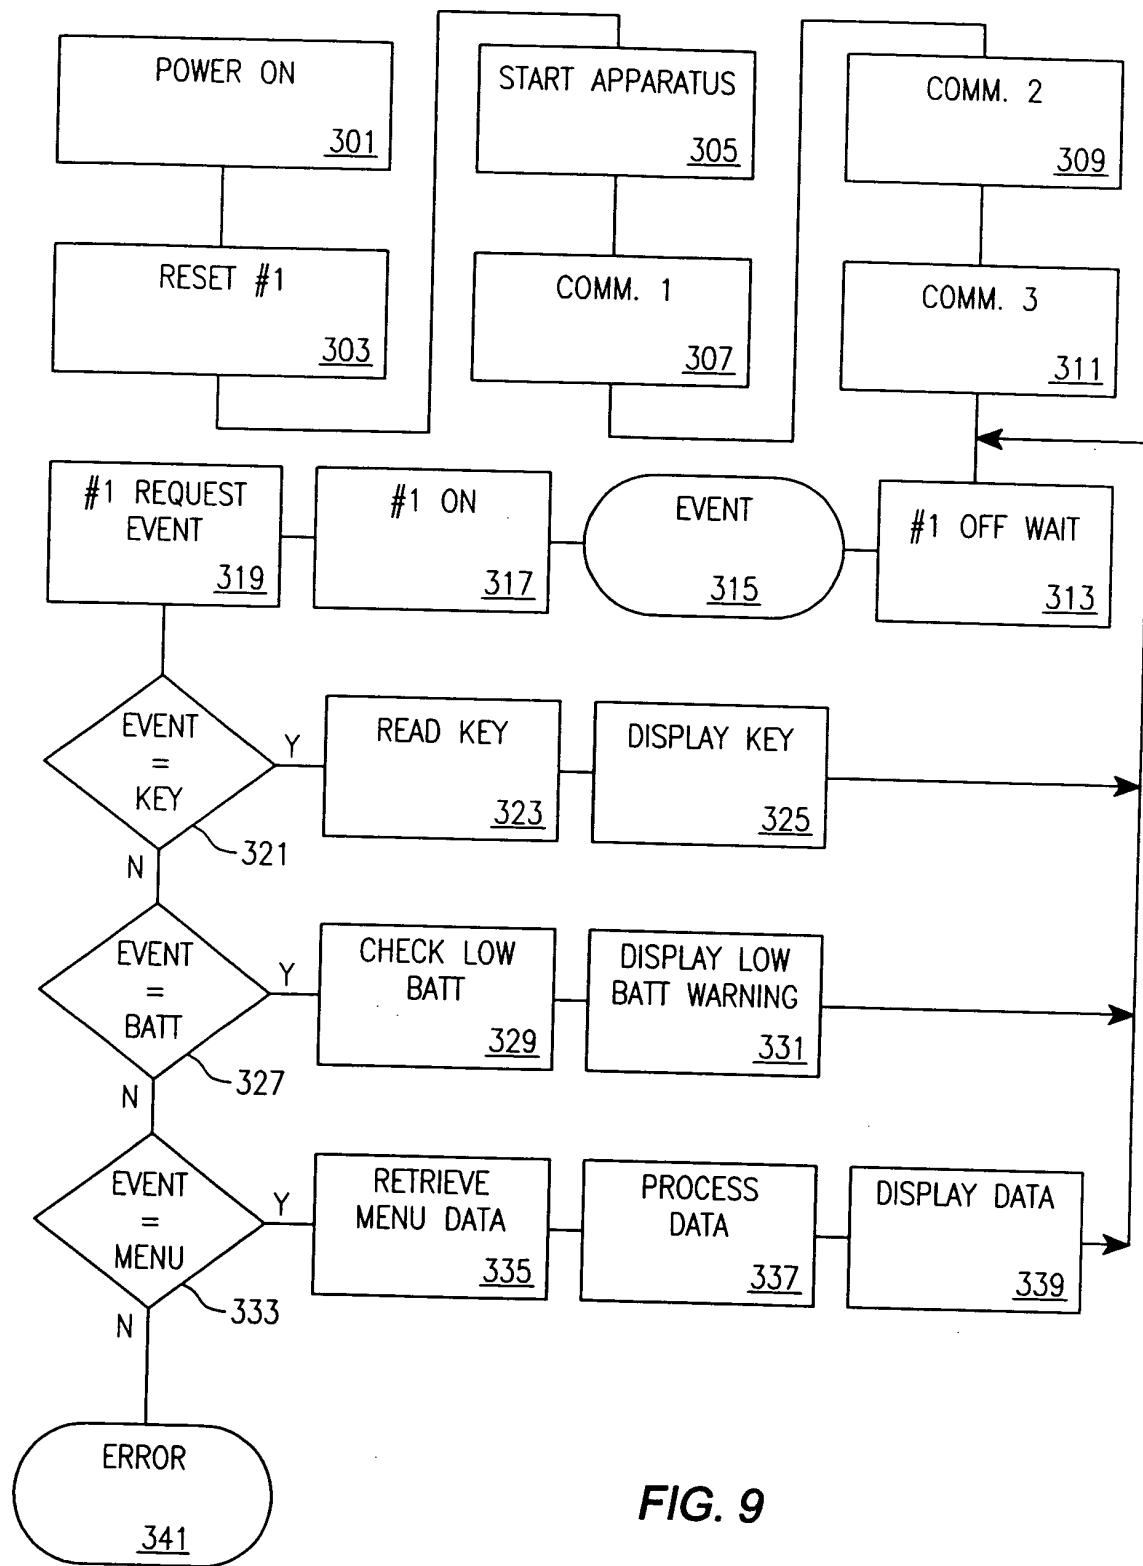 POWER ON
301
RESET #1
303
START APPARATUS
305
COMM. 1
307
COMM. 2
309
COMM. 3
311
#1 OFF WAIT
313
EVENT
315
#1 ON
317
#1 REQUEST
EVENT
319
EVENT
=
KEY
321
Y
N
READ KEY
323
DISPLAY KEY
325
EVENT
=
BATT
327
Y
N
CHECK LOW
BATT
329
DISPLAY LOW
BATT WARNING
331
EVENT
=
MENU
333
Y
N
RETRIEVE
MENU DATA
335
PROCESS
DATA
337
DISPLAY DATA
339
ERROR
341
FIG. 9